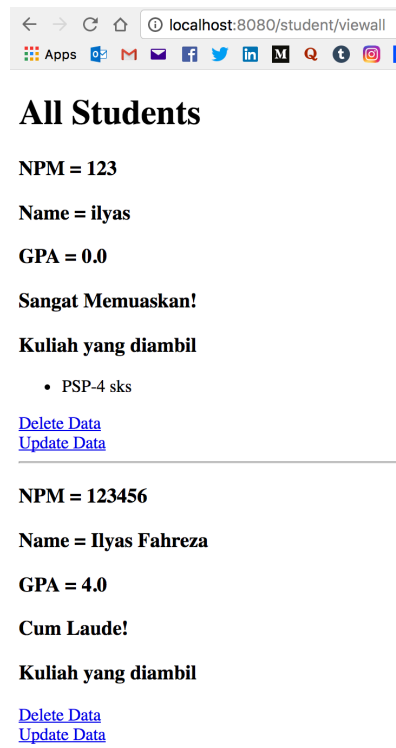 localhost:8080/student/viewall
Apps
All Students
NPM = 123
Name = ilyas
GPA = 0.0
Sangat Memuaskan!
Kuliah yang diambil
• PSP-4 sks
Delete Data
Update Data
NPM = 123456
Name = Ilyas Fahreza
GPA = 4.0
Cum Laude!
Kuliah yang diambil
Delete Data
Update Data